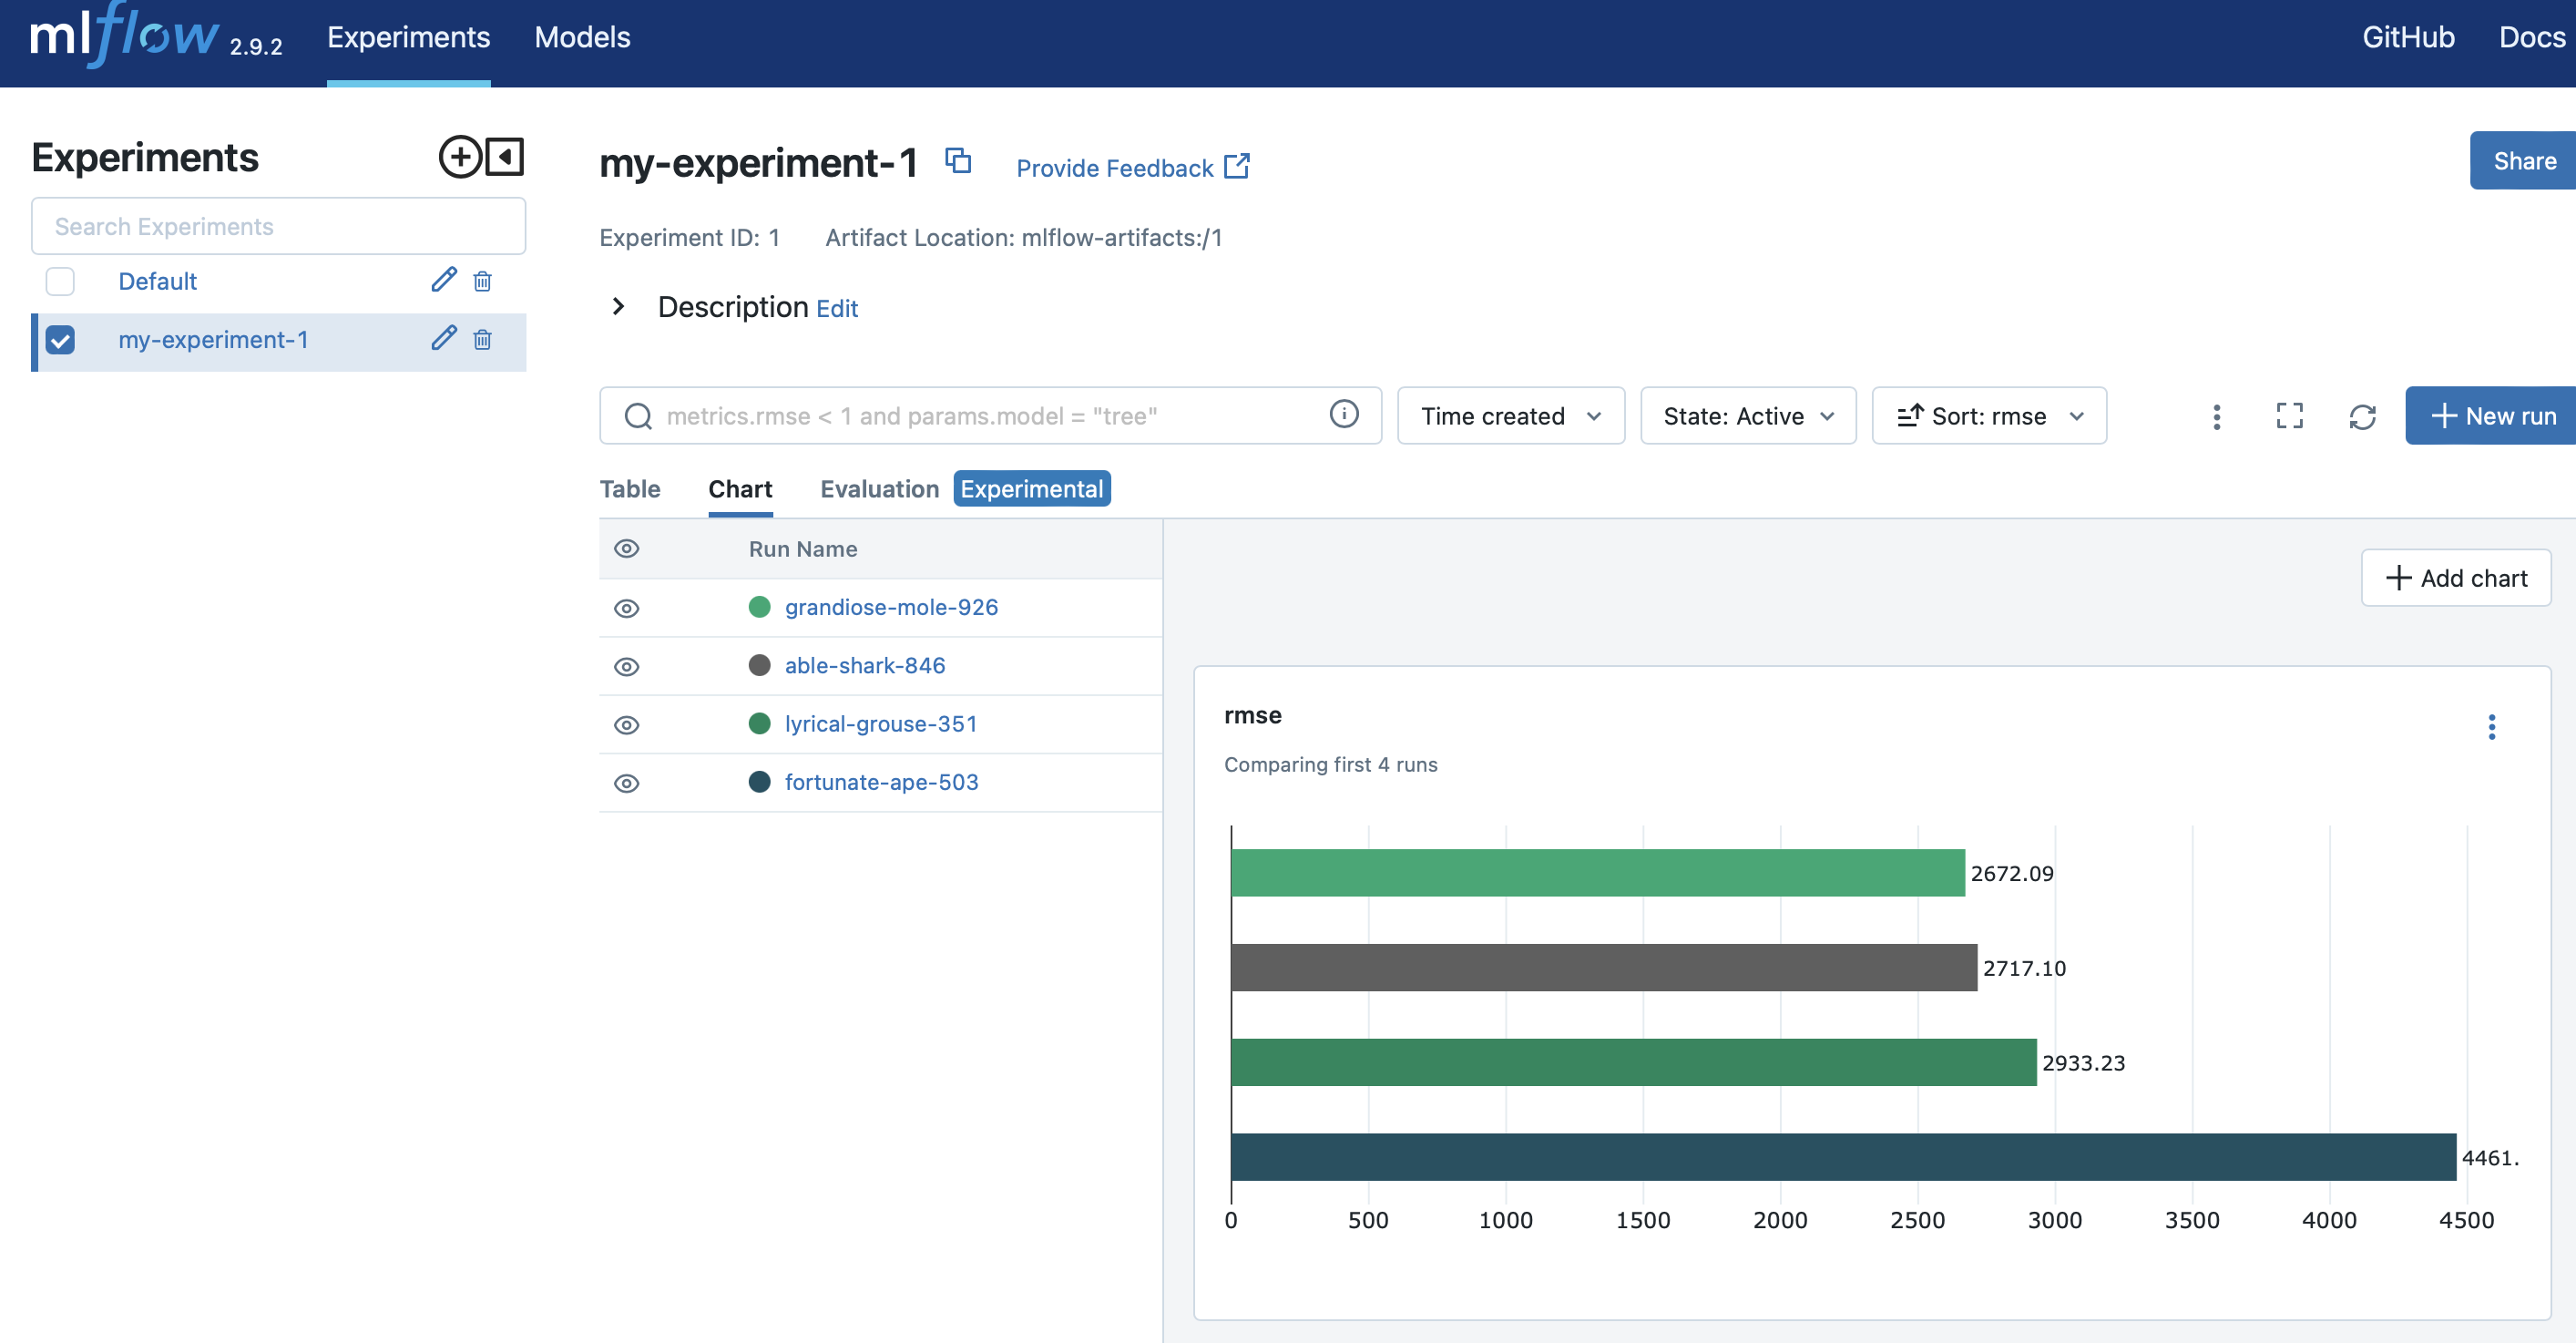 mlflow 2.9.2 Experiments Models GitHub Docs
Experiments
Search Experiments
Default
my-experiment-1
my-experiment-1 Provide Feedback Share
Experiment ID: 1 Artifact Location: mlflow-artifacts:/1
Description Edit
metrics.rmse < 1 and params.model = "tree" Time created State: Active Sort: rmse New run
Table Chart Evaluation Experimental
Run Name
grandiose-mole-926
able-shark-846
lyrical-grouse-351
fortunate-ape-503
Add chart
rmse
Comparing first 4 runs
2672.09
2717.10
2933.23
4461.
0 500 1000 1500 2000 2500 3000 3500 4000 4500